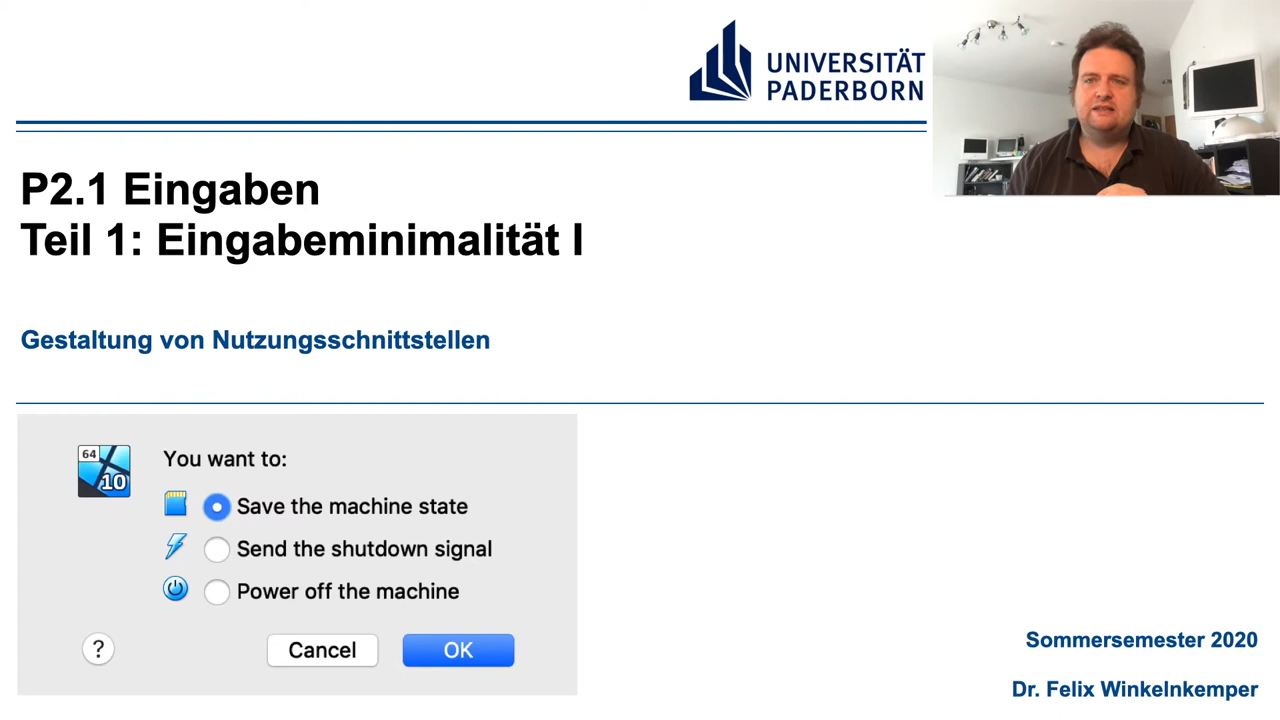 UNIVERSITÄT
PADERBORN
P2.1 Eingaben
Teil 1: Eingabeminimalität I
Gestaltung von Nutzungsschnittstellen
64
10
You want to:
Save the machine state
Send the shutdown signal
Power off the machine
?
Cancel
OK
Sommersemester 2020
Dr. Felix Winkelnkemper